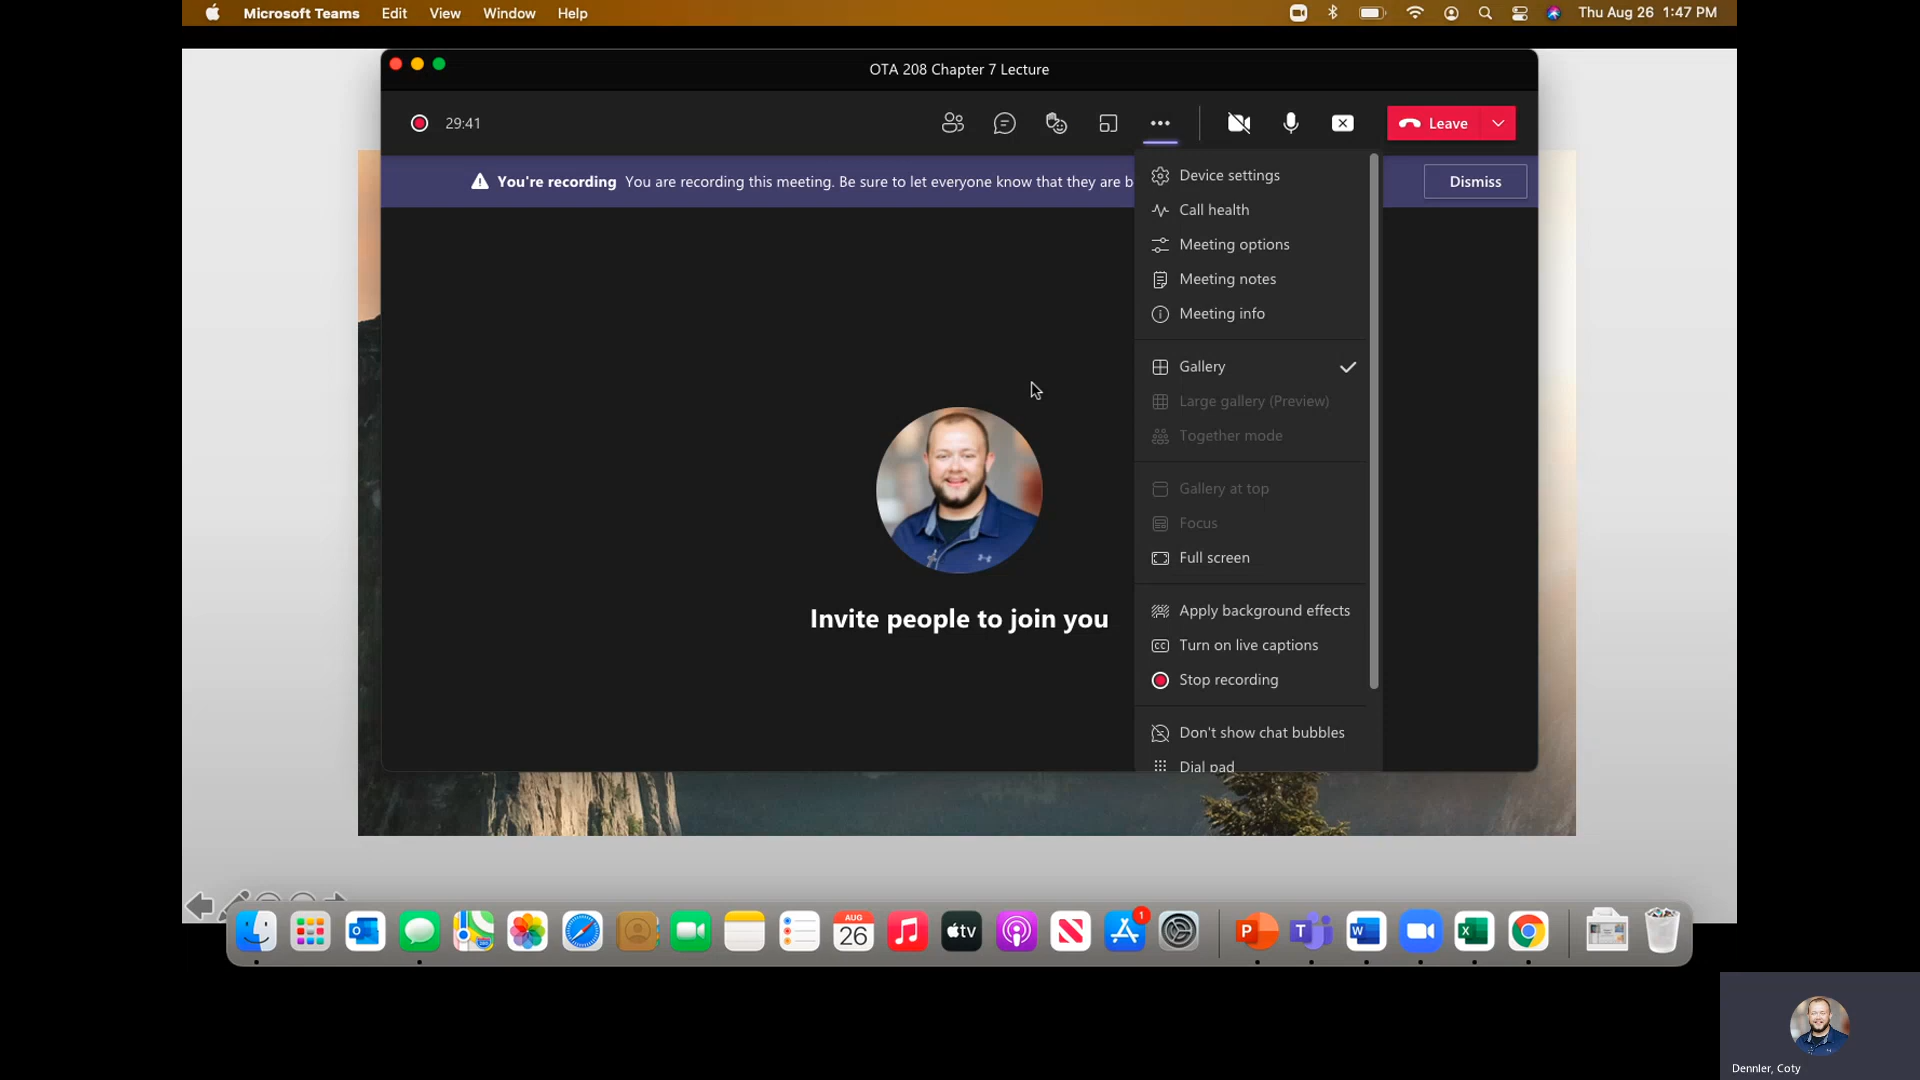 Microsoft Teams Edit View Window Help Thu Aug 26 1:47 PM
OTA 208 Chapter 7 Lecture
29:41
Leave
You're recording You are recording this meeting. Be sure to let everyone know that they are b
Dismiss
Device settings
Call health
Meeting options
Meeting notes
Meeting info
Gallery
Large gallery (Preview)
Together mode
Gallery at top
Focus
Full screen
Apply background effects
Turn on live captions
Stop recording
Don't show chat bubbles
Dial pad
Invite people to join you
AUG
26
tv
1
Dennler, Coty